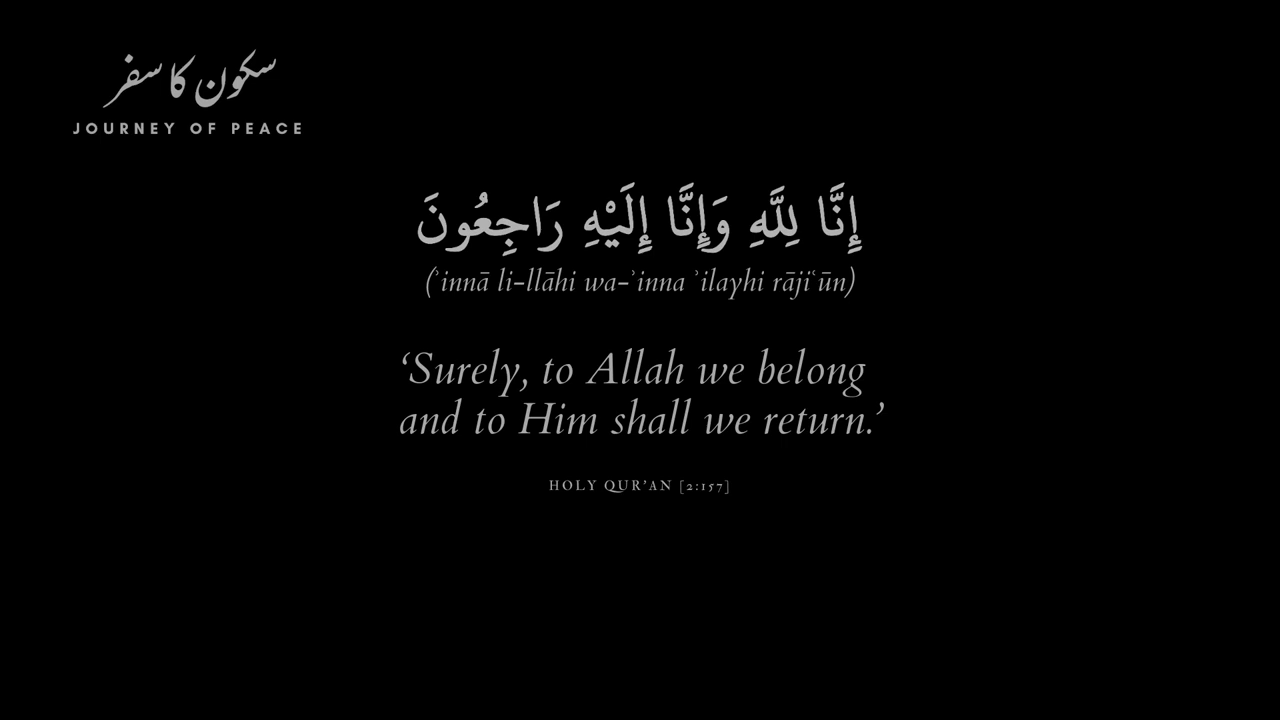 سکون کا سفر
JOURNEY OF PEACE
إِنَّا لِلَّهِ وَإِنَّا إِلَيْهِ رَاجِعُونَ
(ʾinnā li-llāhi wa-ʾinna ʾilayhi rājiʿūn)
‘Surely, to Allah we belong
and to Him shall we return.’
HOLY QUR’AN [2:157]